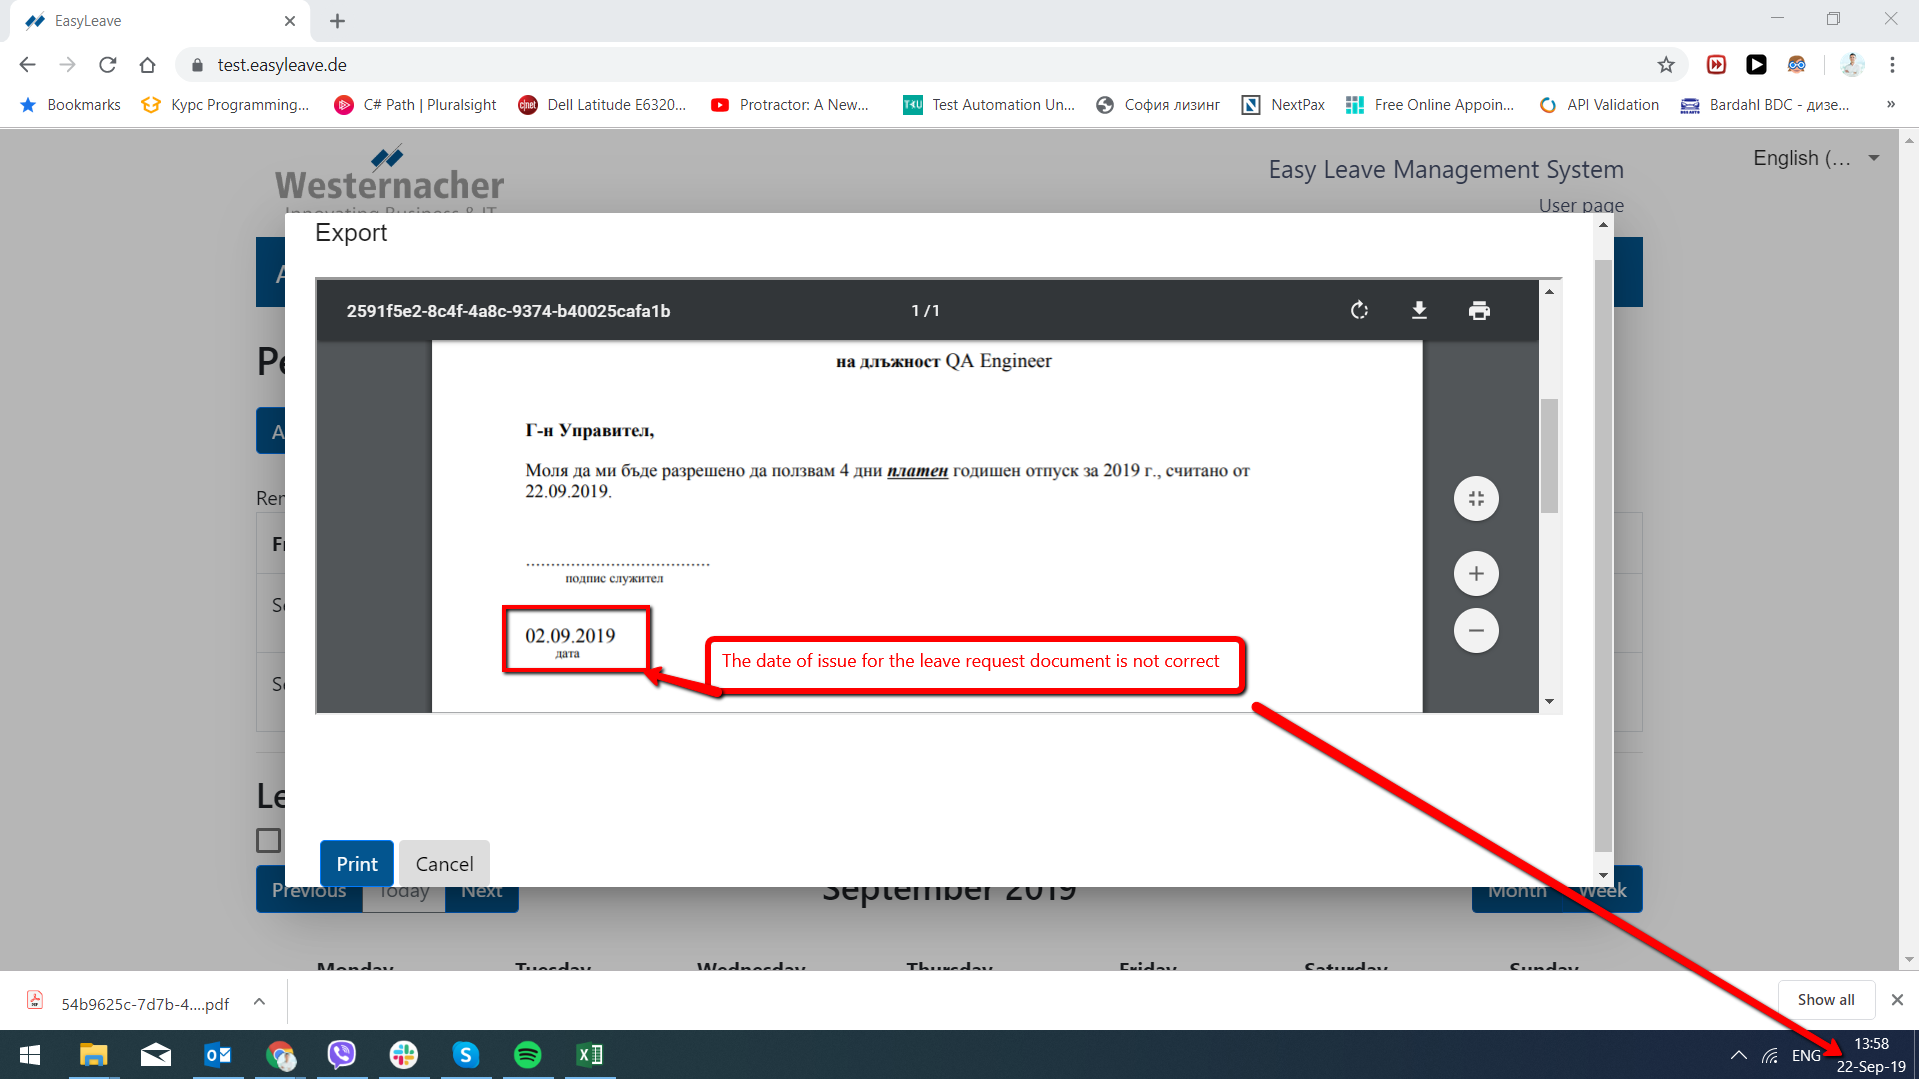 EasyLeave
test.easyleave.de
Bookmarks
Курс Programming...
C# Path | Pluralsight
Dell Latitude E6320...
Protractor: A New...
Test Automation Un...
София лизинг
NextPax
Free Online Appoin...
API Validation
Bardahl BDC - дизе...
»
Westernacher
Innovating Business & IT
Easy Leave Management System
User page
English (...
Export
2591f5e2-8c4f-4a8c-9374-b40025cafa1b
1 / 1
на длъжност QA Engineer
Г-н Управител,
Моля да ми бъде разрешено да ползвам 4 дни платен годишен отпуск за 2019 г., считано от
22.09.2019.
.....................................
подпис служител
02.09.2019
дата
The date of issue for the leave request document is not correct
Print
Cancel
Previous
Today
Next
September 2019
Month
Week
Monday
Tuesday
Wednesday
Thursday
Friday
Saturday
Sunday
54b9625c-7d7b-4....pdf
Show all
ENG
13:58
22-Sep-19